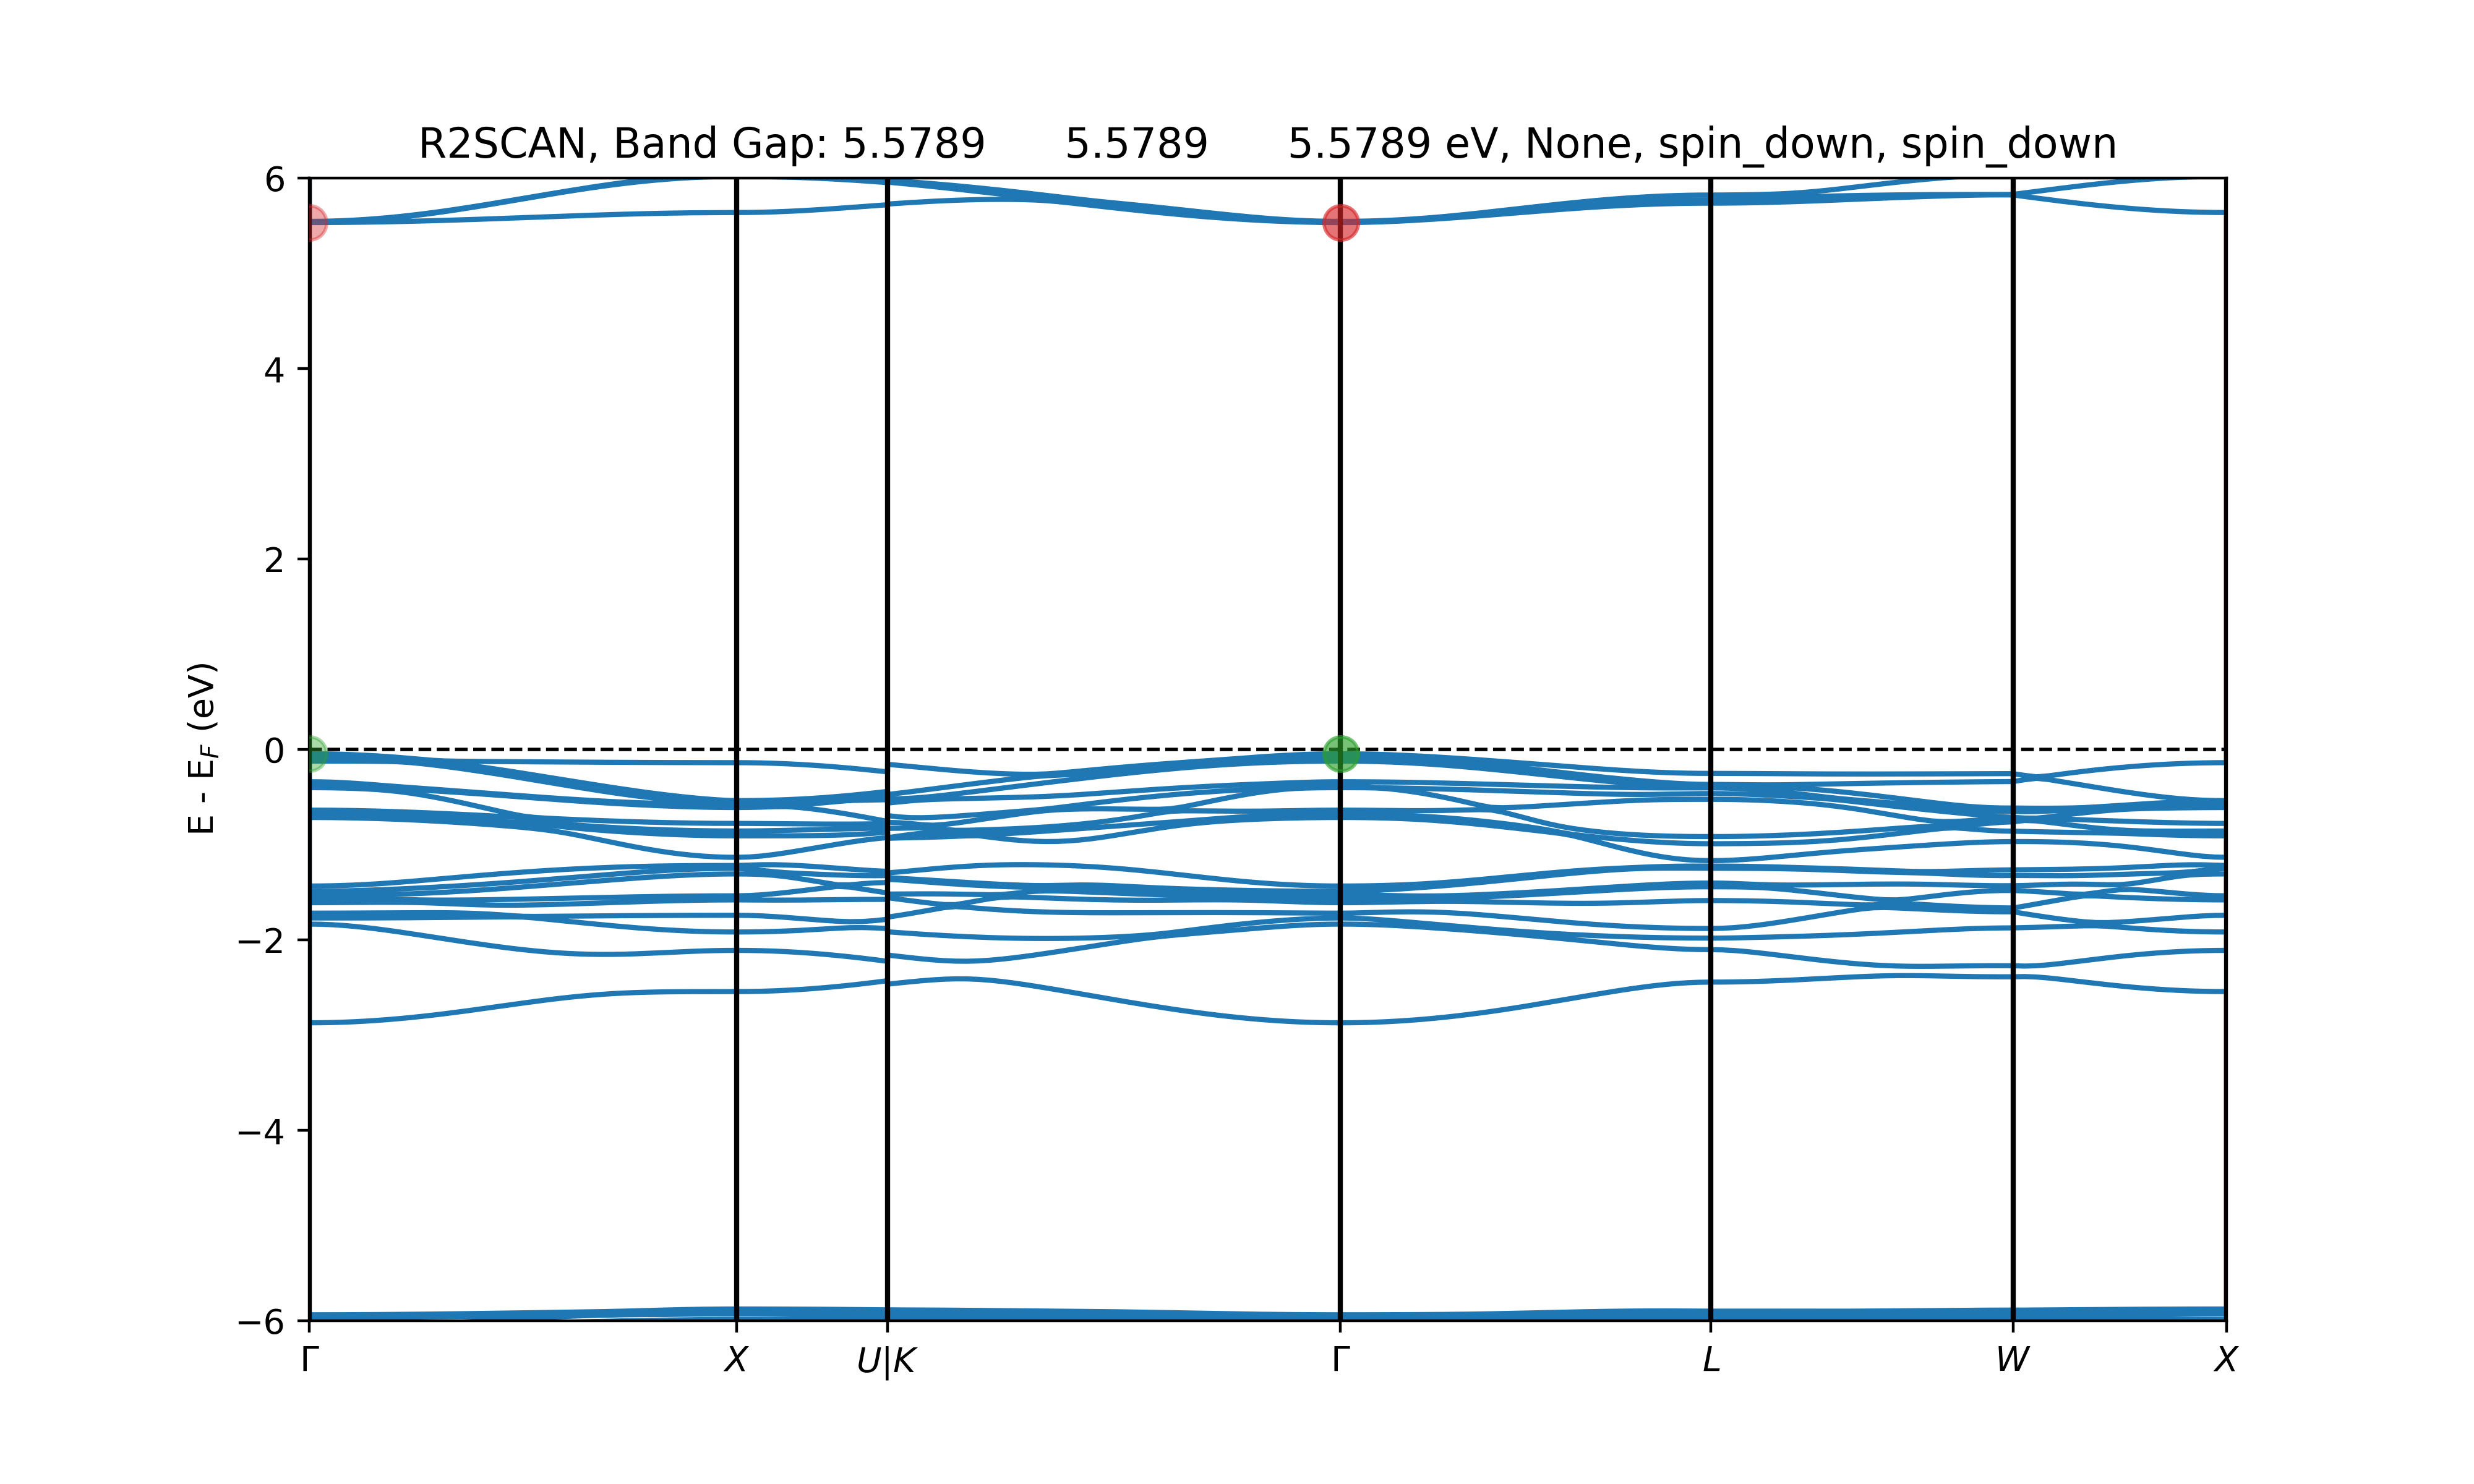 R2SCAN, Band Gap: 5.5789 5.5789 5.5789 eV, None, spin_down, spin_down
E - E_F (eV)
6
4
2
0
−2
−4
−6
Γ X U|K Γ L W X